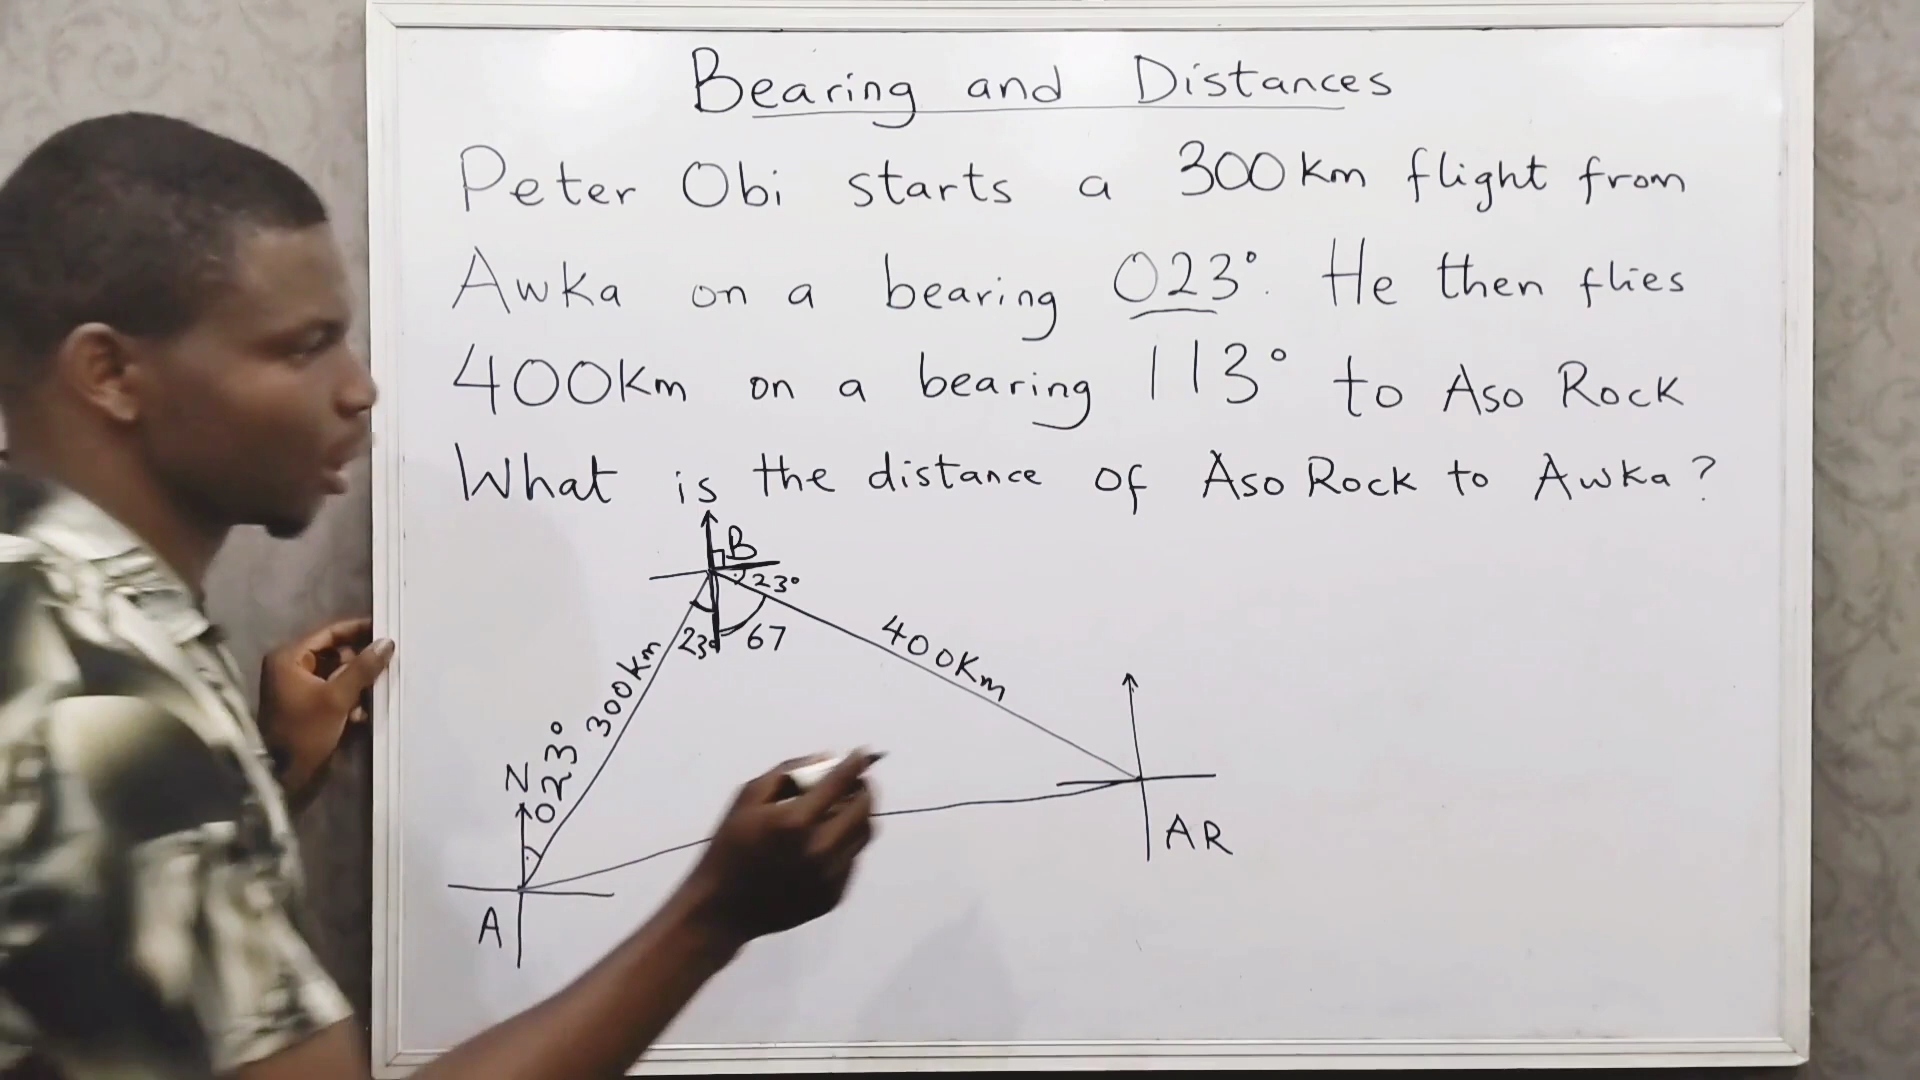 Bearing and Distances
Peter Obi starts a 300km flight from
Awka on a bearing 023°. He then flies
400km on a bearing 113° to Aso Rock
What is the distance of Aso Rock to Awka?
B
23°
23°
67
400km
300km
023°
N
A
AR